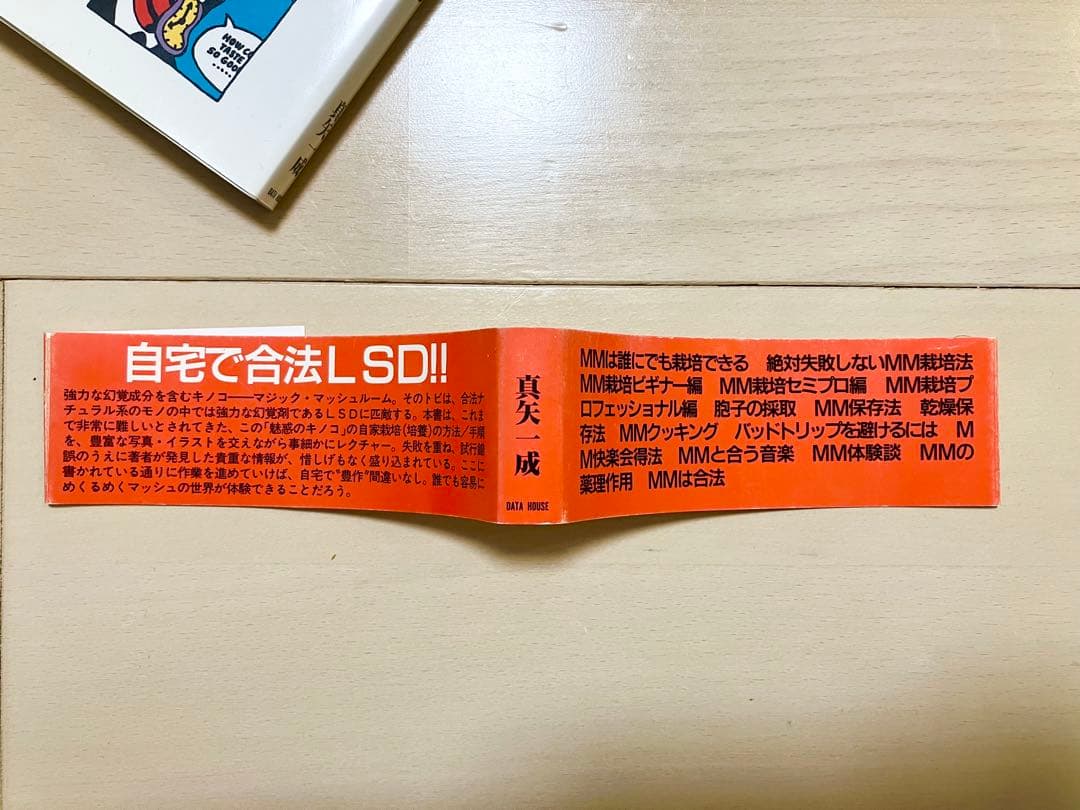 HOW C
TASTE
SO GOO
.....
真矢一成
自宅で合法LSD!!
強力な幻覚成分を含むキノコ――マジック・マッシュルーム。そのトビは、合法ナ
チュラル系のモノの中では強力な幻覚剤であるLSDに匹敵する。本書は、これま
で非常に難しいとされてきた、この「魅惑のキノコ」の自家栽培(培養)の方法/手順
を、豊富な写真・イラストを交えながら事細かにレクチャー。失敗を重ね、試行錯
誤のうえに著者が発見した貴重な情報が、惜しげもなく盛り込まれている。ここに
書かれている通りに作業を進めていけば、自宅で"豊作"間違いなし。誰でも容易に
めくるめくマッシュの世界が体験できることだろう。
真矢一成
DATA HOUSE
MMは誰にでも栽培できる 絶対失敗しないMM栽培法
MM栽培ビギナー編 MM栽培セミプロ編 MM栽培プ
ロフェッショナル編 胞子の採取 MM保存法 乾燥保
存法 MMクッキング バッドトリップを避けるには M
M快楽会得法 MMと合う音楽 MM体験談 MMの
薬理作用 MMは合法